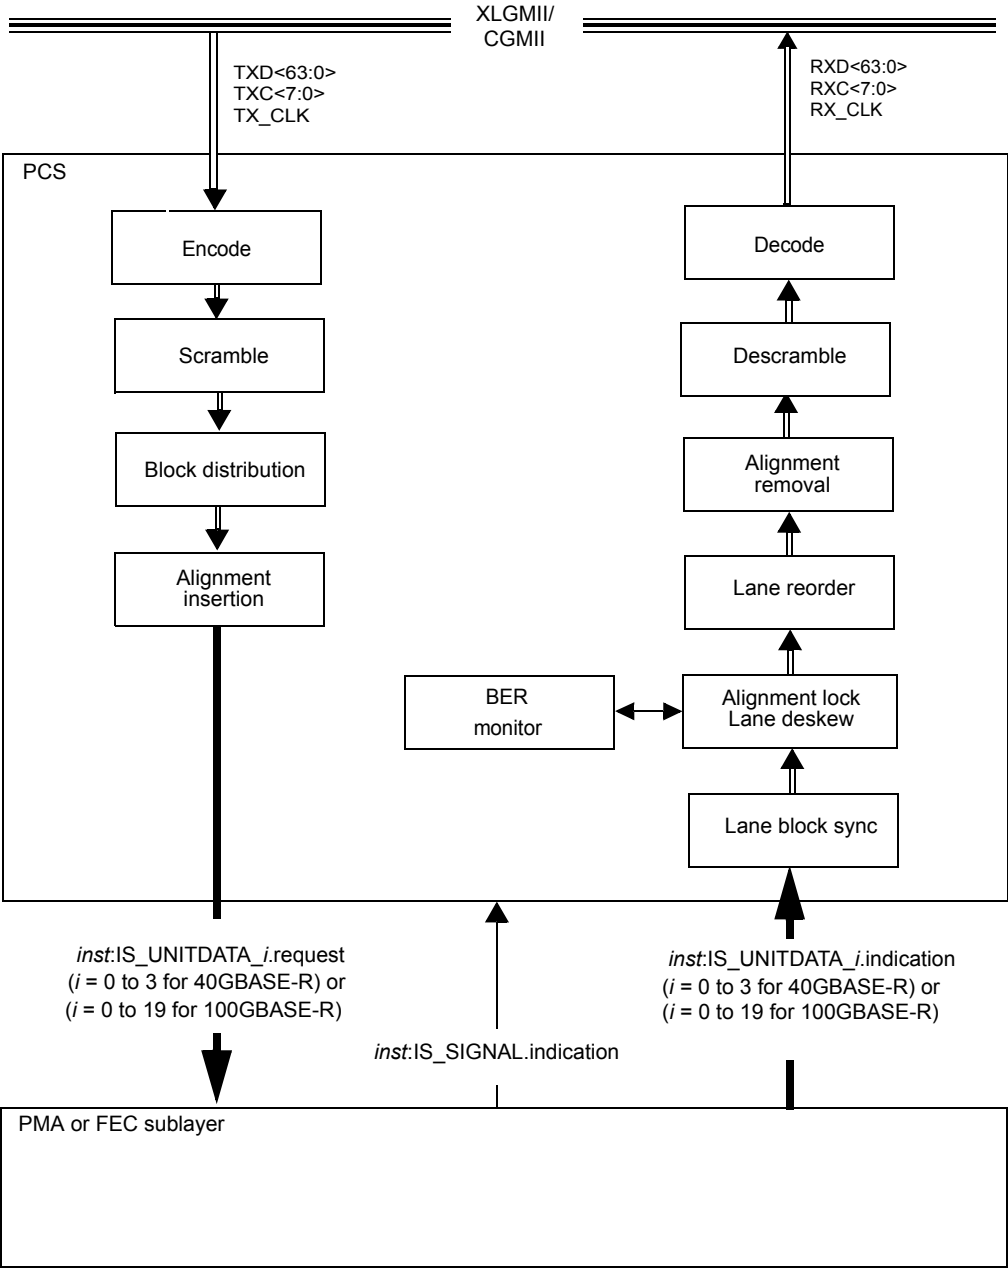 XLGMII/
CGMII
TXD<63:0>
TXC<7:0>
TX_CLK
RXD<63:0>
RXC<7:0>
RX_CLK
PCS
Encode
Scramble
Block distribution
Alignment
insertion
Decode
Descramble
Alignment
removal
Lane reorder
Alignment lock
Lane deskew
BER
monitor
Lane block sync
inst:IS_UNITDATA_i.request
(i = 0 to 3 for 40GBASE-R) or
(i = 0 to 19 for 100GBASE-R)
inst:IS_UNITDATA_i.indication
(i = 0 to 3 for 40GBASE-R) or
(i = 0 to 19 for 100GBASE-R)
inst:IS_SIGNAL.indication
PMA or FEC sublayer